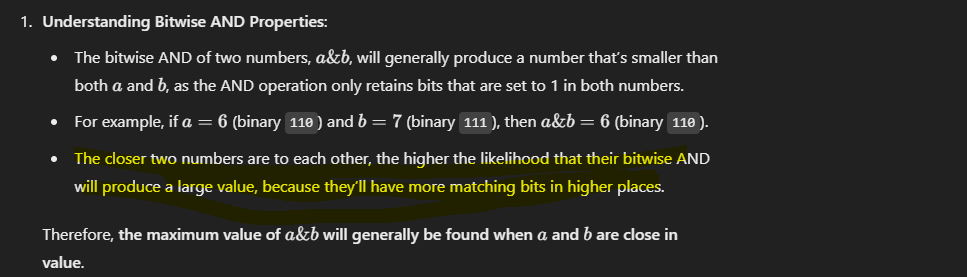 1. Understanding Bitwise AND Properties:
• The bitwise AND of two numbers, a&b, will generally produce a number that's smaller than
both a and b, as the AND operation only retains bits that are set to 1 in both numbers.
• For example, if a = 6 (binary 110 ) and b = 7 (binary 111 ), then a&b = 6 (binary 110 ).
• The closer two numbers are to each other, the higher the likelihood that their bitwise AND
will produce a large value, because they'll have more matching bits in higher places.
Therefore, the maximum value of a&b will generally be found when a and b are close in
value.